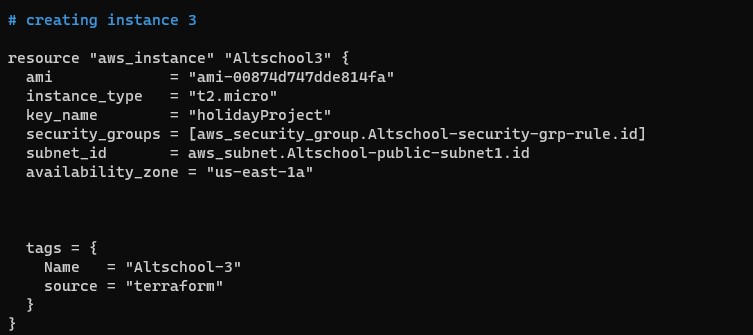 # creating instance 3
resource "aws_instance" "Altschool3" {
  ami             = "ami-00874d747dde814fa"
  instance_type   = "t2.micro"
  key_name        = "holidayProject"
  security_groups = [aws_security_group.Altschool-security-grp-rule.id]
  subnet_id       = aws_subnet.Altschool-public-subnet1.id
  availability_zone = "us-east-1a"
  tags = {
    Name   = "Altschool-3"
    source = "terraform"
  }
}